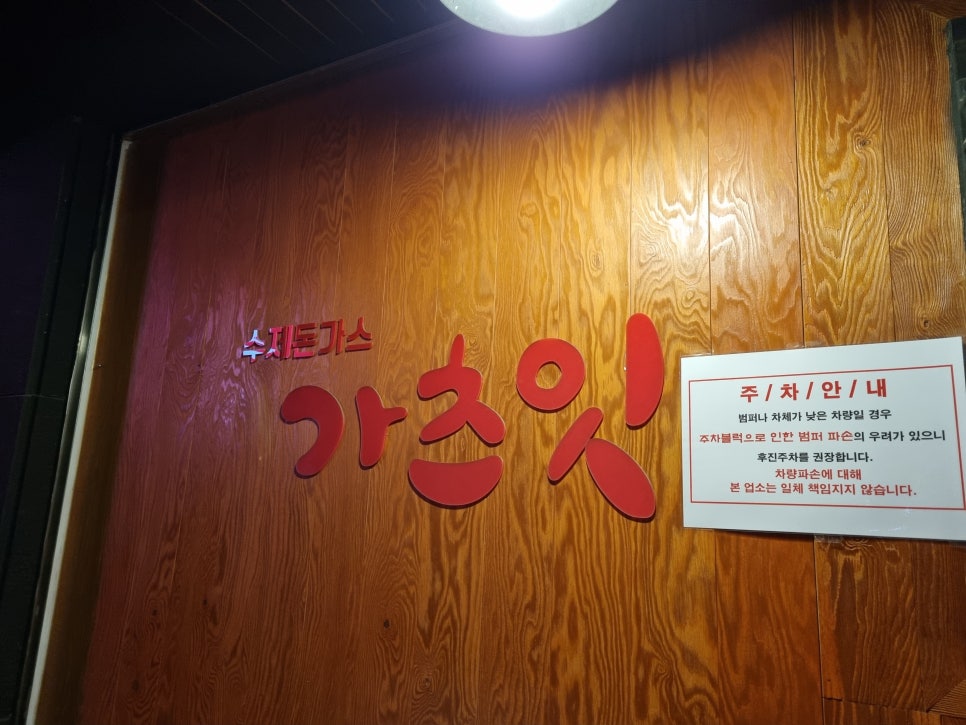 수제돈가스
가츠잇
주/차/안/내
범퍼나 차체가 낮은 차량일 경우
주차블럭으로 인한 범퍼 파손의 우려가 있으니
후진주차를 권장합니다.
차량파손에 대해
본 업소는 일체 책임지지 않습니다.